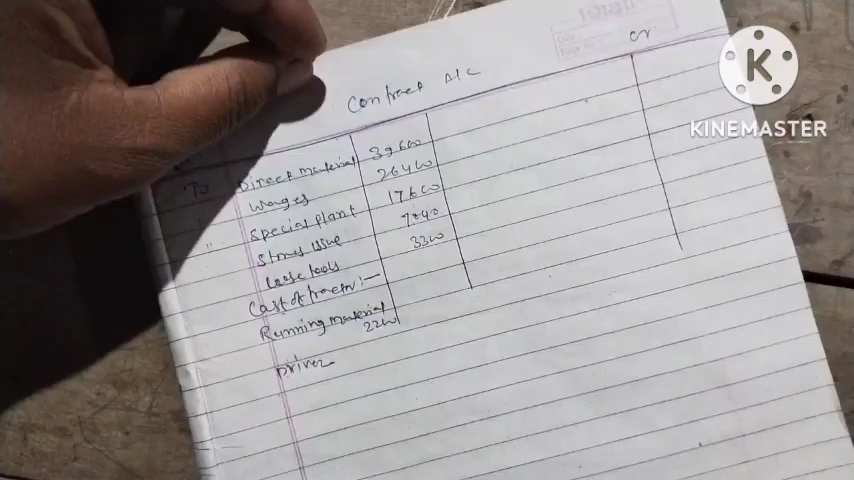 cr
Contract A/C
To Direct material 39600
wages 26400
" special plant 17600
stores issue 7040
loose tools 3300
Cast of tractor :-
Running material
2200
Driver
K
KINEMASTER